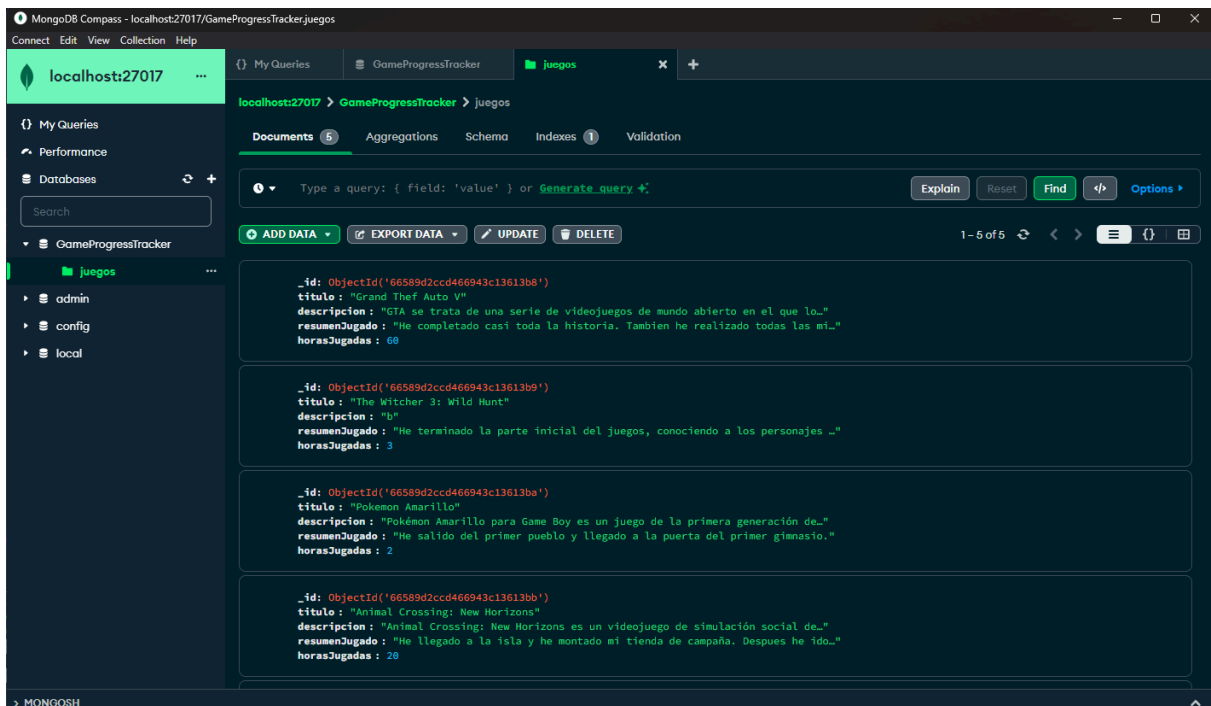 MongoDB Compass - localhost:27017/GameProgressTracker.juegos
Connect Edit View Collection Help
localhost:27017 ...
{} My Queries
Performance
Databases
Search
GameProgressTracker
juegos ...
admin
config
local
{} My Queries GameProgressTracker juegos
localhost:27017 > GameProgressTracker > juegos
Documents 5 Aggregations Schema Indexes 1 Validation
Type a query: { field: 'value' } or Generate query
Explain Reset Find </> Options
ADD DATA EXPORT DATA UPDATE DELETE 1 – 5 of 5 {}
_id: ObjectId('66589d2ccd466943c13613b8')
titulo : "Grand Thef Auto V"
descripcion : "GTA se trata de una serie de videojuegos de mundo abierto en el que lo…"
resumenJugado : "He completado casi toda la historia. Tambien he realizado todas las mi…"
horasJugadas : 60
_id: ObjectId('66589d2ccd466943c13613b9')
titulo : "The Witcher 3: Wild Hunt"
descripcion : "b"
resumenJugado : "He terminado la parte inicial del juegos, conociendo a los personajes …"
horasJugadas : 3
_id: ObjectId('66589d2ccd466943c13613ba')
titulo : "Pokemon Amarillo"
descripcion : "Pokémon Amarillo para Game Boy es un juego de la primera generación de…"
resumenJugado : "He salido del primer pueblo y llegado a la puerta del primer gimnasio."
horasJugadas : 2
_id: ObjectId('66589d2ccd466943c13613bb')
titulo : "Animal Crossing: New Horizons"
descripcion : "Animal Crossing: New Horizons es un videojuego de simulación social de…"
resumenJugado : "He llegado a la isla y he montado mi tienda de campaña. Despues he ido…"
horasJugadas : 20
> MONGOSH